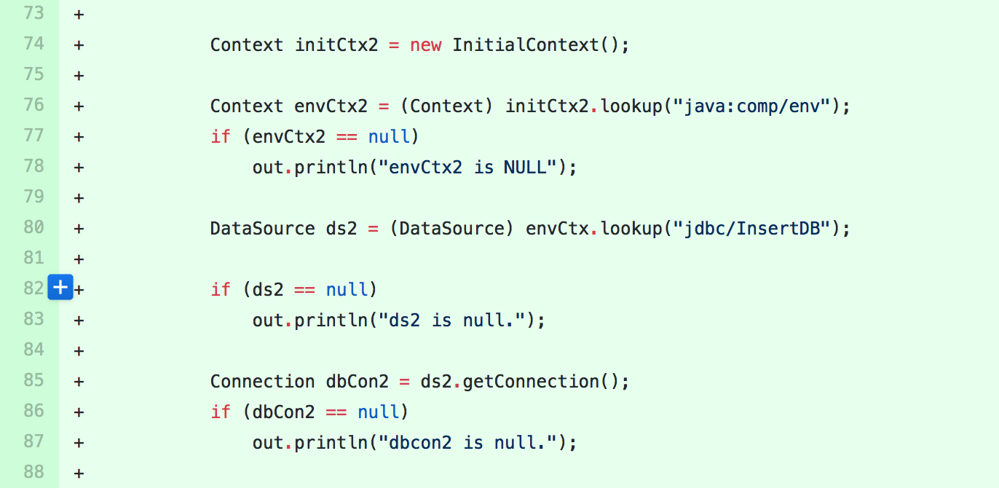 73 +
74 + Context initCtx2 = new InitialContext();
75 +
76 + Context envCtx2 = (Context) initCtx2.lookup("java:comp/env");
77 + if (envCtx2 == null)
78 + out.println("envCtx2 is NULL");
79 +
80 + DataSource ds2 = (DataSource) envCtx.lookup("jdbc/InsertDB");
81 +
82 + + if (ds2 == null)
83 + out.println("ds2 is null.");
84 +
85 + Connection dbCon2 = ds2.getConnection();
86 + if (dbCon2 == null)
87 + out.println("dbcon2 is null.");
88 +